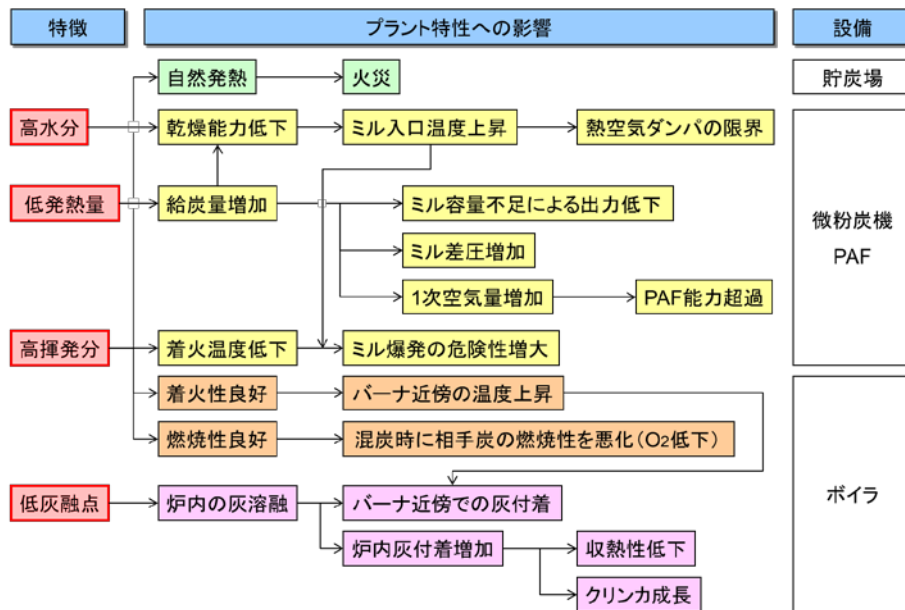 特徴
プラント特性への影響
設備
自然発熱
火災
貯炭場
高水分
乾燥能力低下
ミル入口温度上昇
熱空気ダンパの限界
低発熱量
給炭量増加
ミル容量不足による出力低下
微粉炭機
PAF
ミル差圧増加
1次空気量増加
PAF能力超過
高揮発分
着火温度低下
ミル爆発の危険性増大
着火性良好
バーナ近傍の温度上昇
燃焼性良好
混炭時に相手炭の燃焼性を悪化(O2低下)
ボイラ
低灰融点
炉内の灰溶融
バーナ近傍での灰付着
炉内灰付着増加
収熱性低下
クリンカ成長